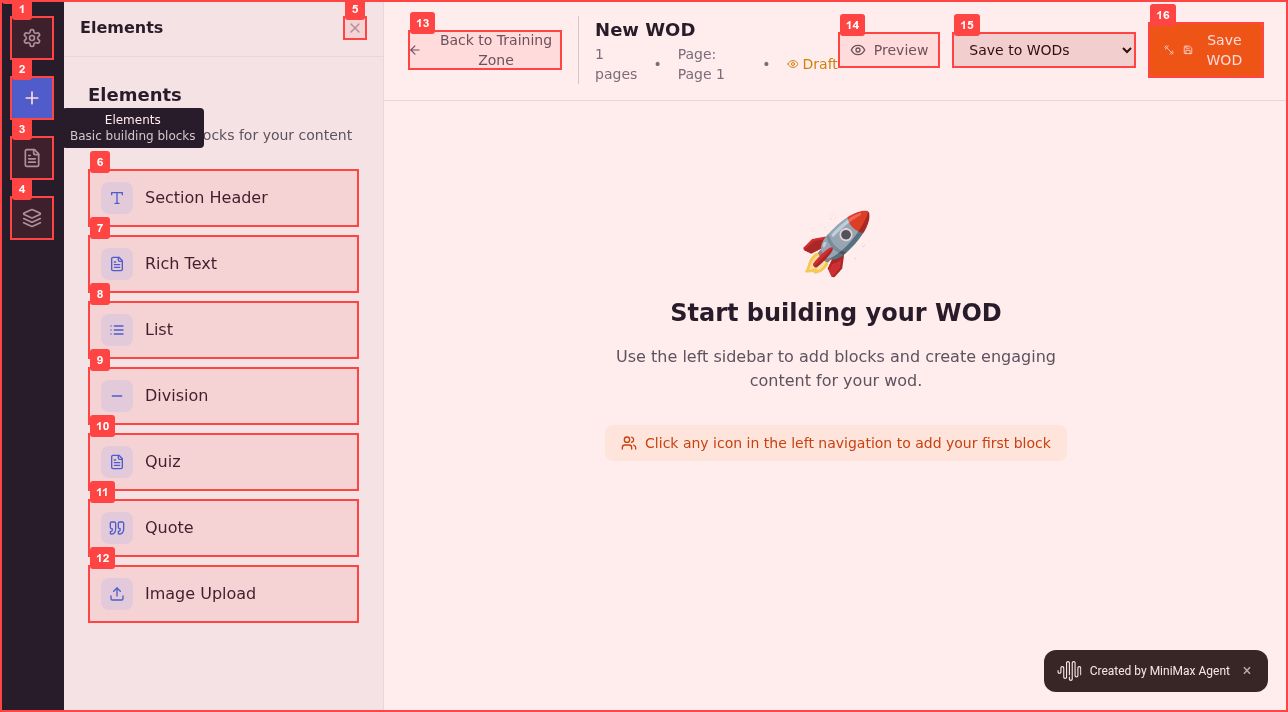 1
2
3
4
5
Elements
Elements
Elements
Basic building blocks
ocks for your content
6
Section Header
7
Rich Text
8
List
9
Division
10
Quiz
11
Quote
12
Image Upload
13
Back to Training
Zone
New WOD
1
pages
•
Page:
Page 1
•
Draft
14
Preview
15
Save to WODs
16
Save
WOD
Start building your WOD
Use the left sidebar to add blocks and create engaging
content for your wod.
Click any icon in the left navigation to add your first block
Created by MiniMax Agent
×